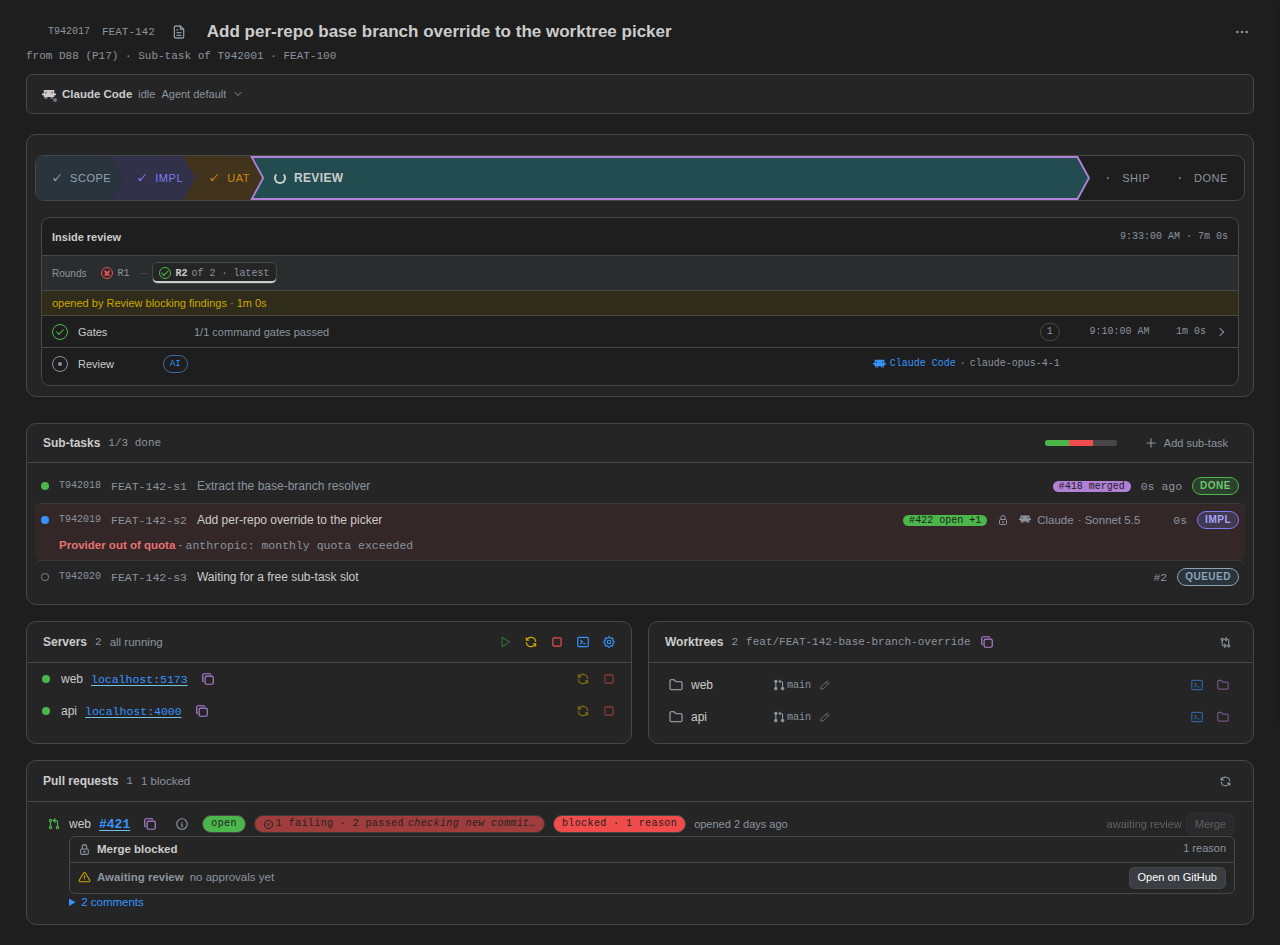 T942017 FEAT-142 Add per-repo base branch override to the worktree picker
from D88 (P17) · Sub-task of T942001 · FEAT-100
Claude Code idle Agent default
SCOPE IMPL UAT REVIEW SHIP DONE
Inside review 9:33:00 AM · 7m 0s
Rounds R1 — R2 of 2 · latest
opened by Review blocking findings · 1m 0s
Gates 1/1 command gates passed 1 9:10:00 AM 1m 0s
Review AI Claude Code · claude-opus-4-1
Sub-tasks 1/3 done Add sub-task
T942018 FEAT-142-s1 Extract the base-branch resolver #418 merged 0s ago DONE
T942019 FEAT-142-s2 Add per-repo override to the picker #422 open +1 Claude · Sonnet 5.5 0s IMPL
Provider out of quota · anthropic: monthly quota exceeded
T942020 FEAT-142-s3 Waiting for a free sub-task slot #2 QUEUED
Servers 2 all running
web localhost:5173
api localhost:4000
Worktrees 2 feat/FEAT-142-base-branch-override
web main
api main
Pull requests 1 1 blocked
web #421 open 1 failing · 2 passed checking new commit… blocked · 1 reason opened 2 days ago awaiting review Merge
Merge blocked 1 reason
Awaiting review no approvals yet Open on GitHub
2 comments